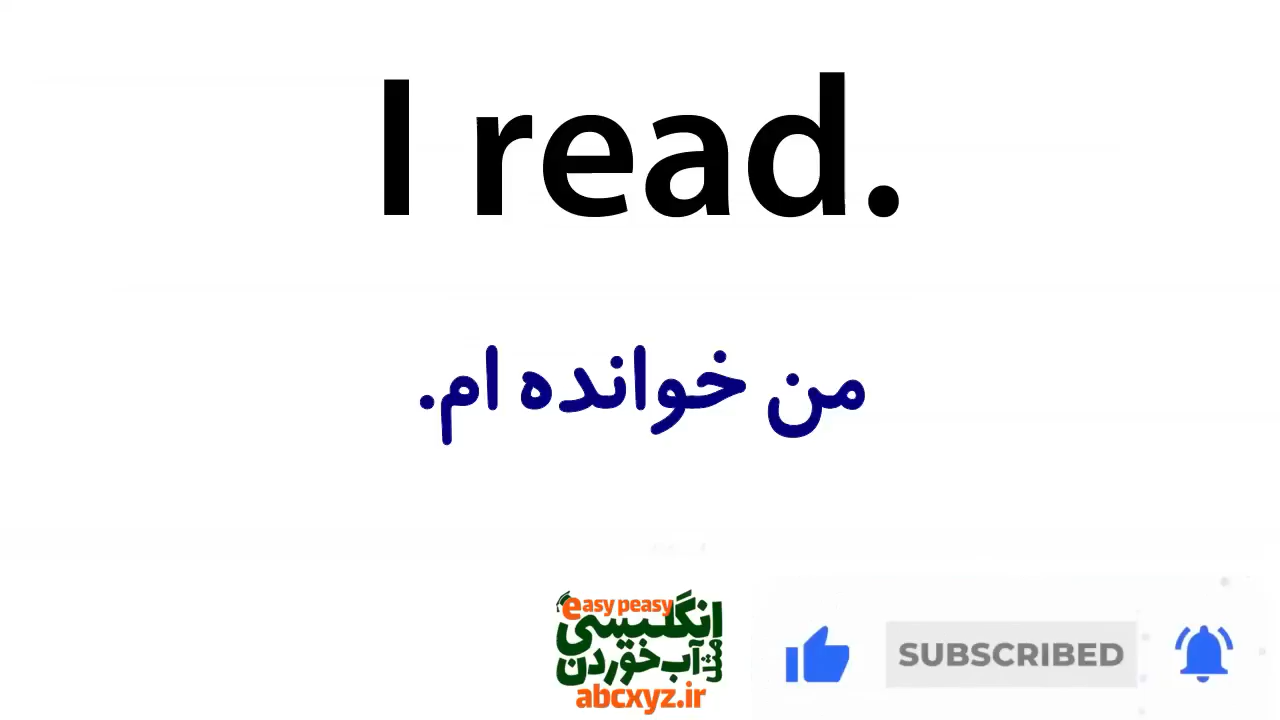 I read.
من خوانده ام.
easy peasy
انگلیسی
مثل آب خوردن
abcxyz.ir
SUBSCRIBED